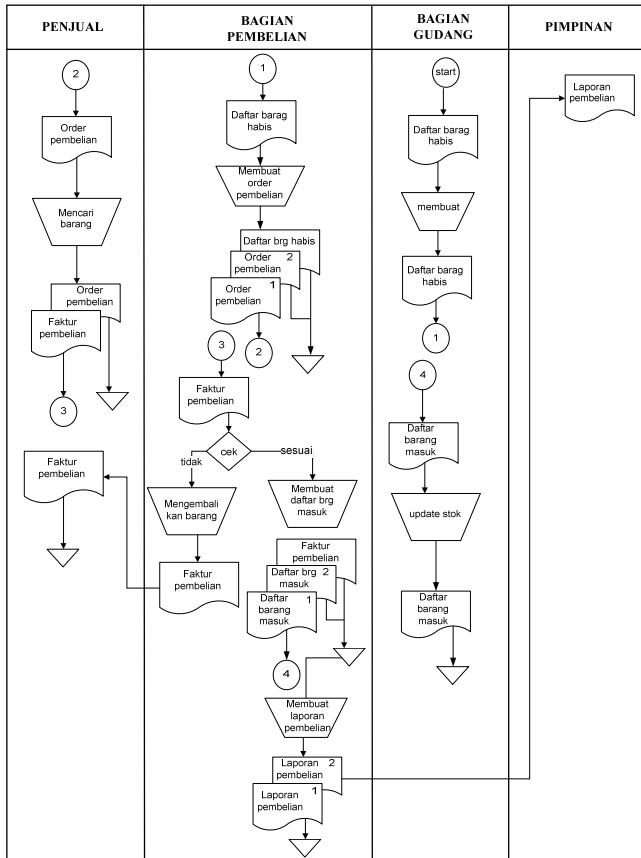 PENJUAL
BAGIAN
PEMBELIAN
BAGIAN
GUDANG
PIMPINAN
2
Order
pembelian
Mencari
barang
Order
pembelian
Faktur
pembelian
3
Faktur
pembelian
1
Daftar barag
habis
Membuat
order
pembelian
Daftar brg habis
Order 2
pembelian
Order 1
pembelian
2
3
Faktur
pembelian
cek
tidak
sesuai
Mengembali
kan barang
Membuat
daftar brg
masuk
Faktur
pembelian
Faktur
pembelian
Daftar brg 2
masuk
Daftar 1
barang
masuk
4
Membuat
laporan
pembelian
Laporan 2
pembelian
Laporan 1
pembelian
start
Daftar barag
habis
membuat
Daftar barag
habis
1
4
Daftar
barang
masuk
update stok
Daftar
barang
masuk
Laporan
pembelian